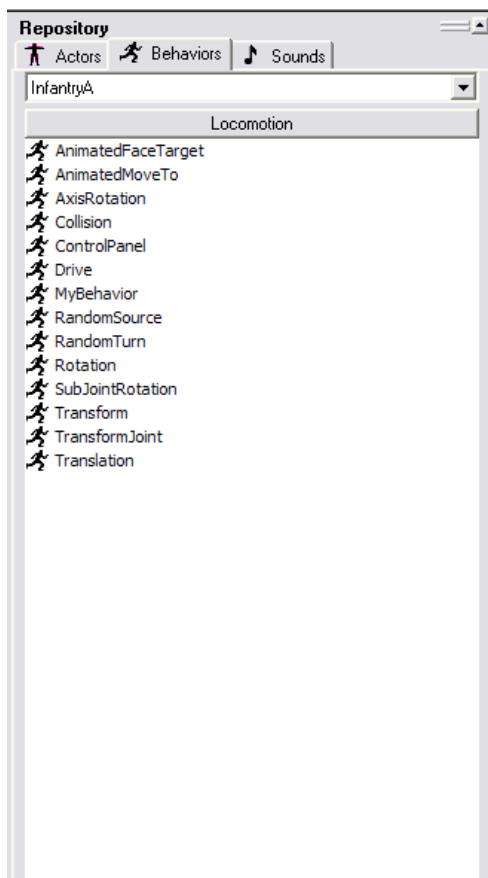 Repository
Actors Behaviors Sounds
InfantryA
Locomotion
AnimatedFaceTarget
AnimatedMoveTo
AxisRotation
Collision
ControlPanel
Drive
MyBehavior
RandomSource
RandomTurn
Rotation
SubJointRotation
Transform
TransformJoint
Translation